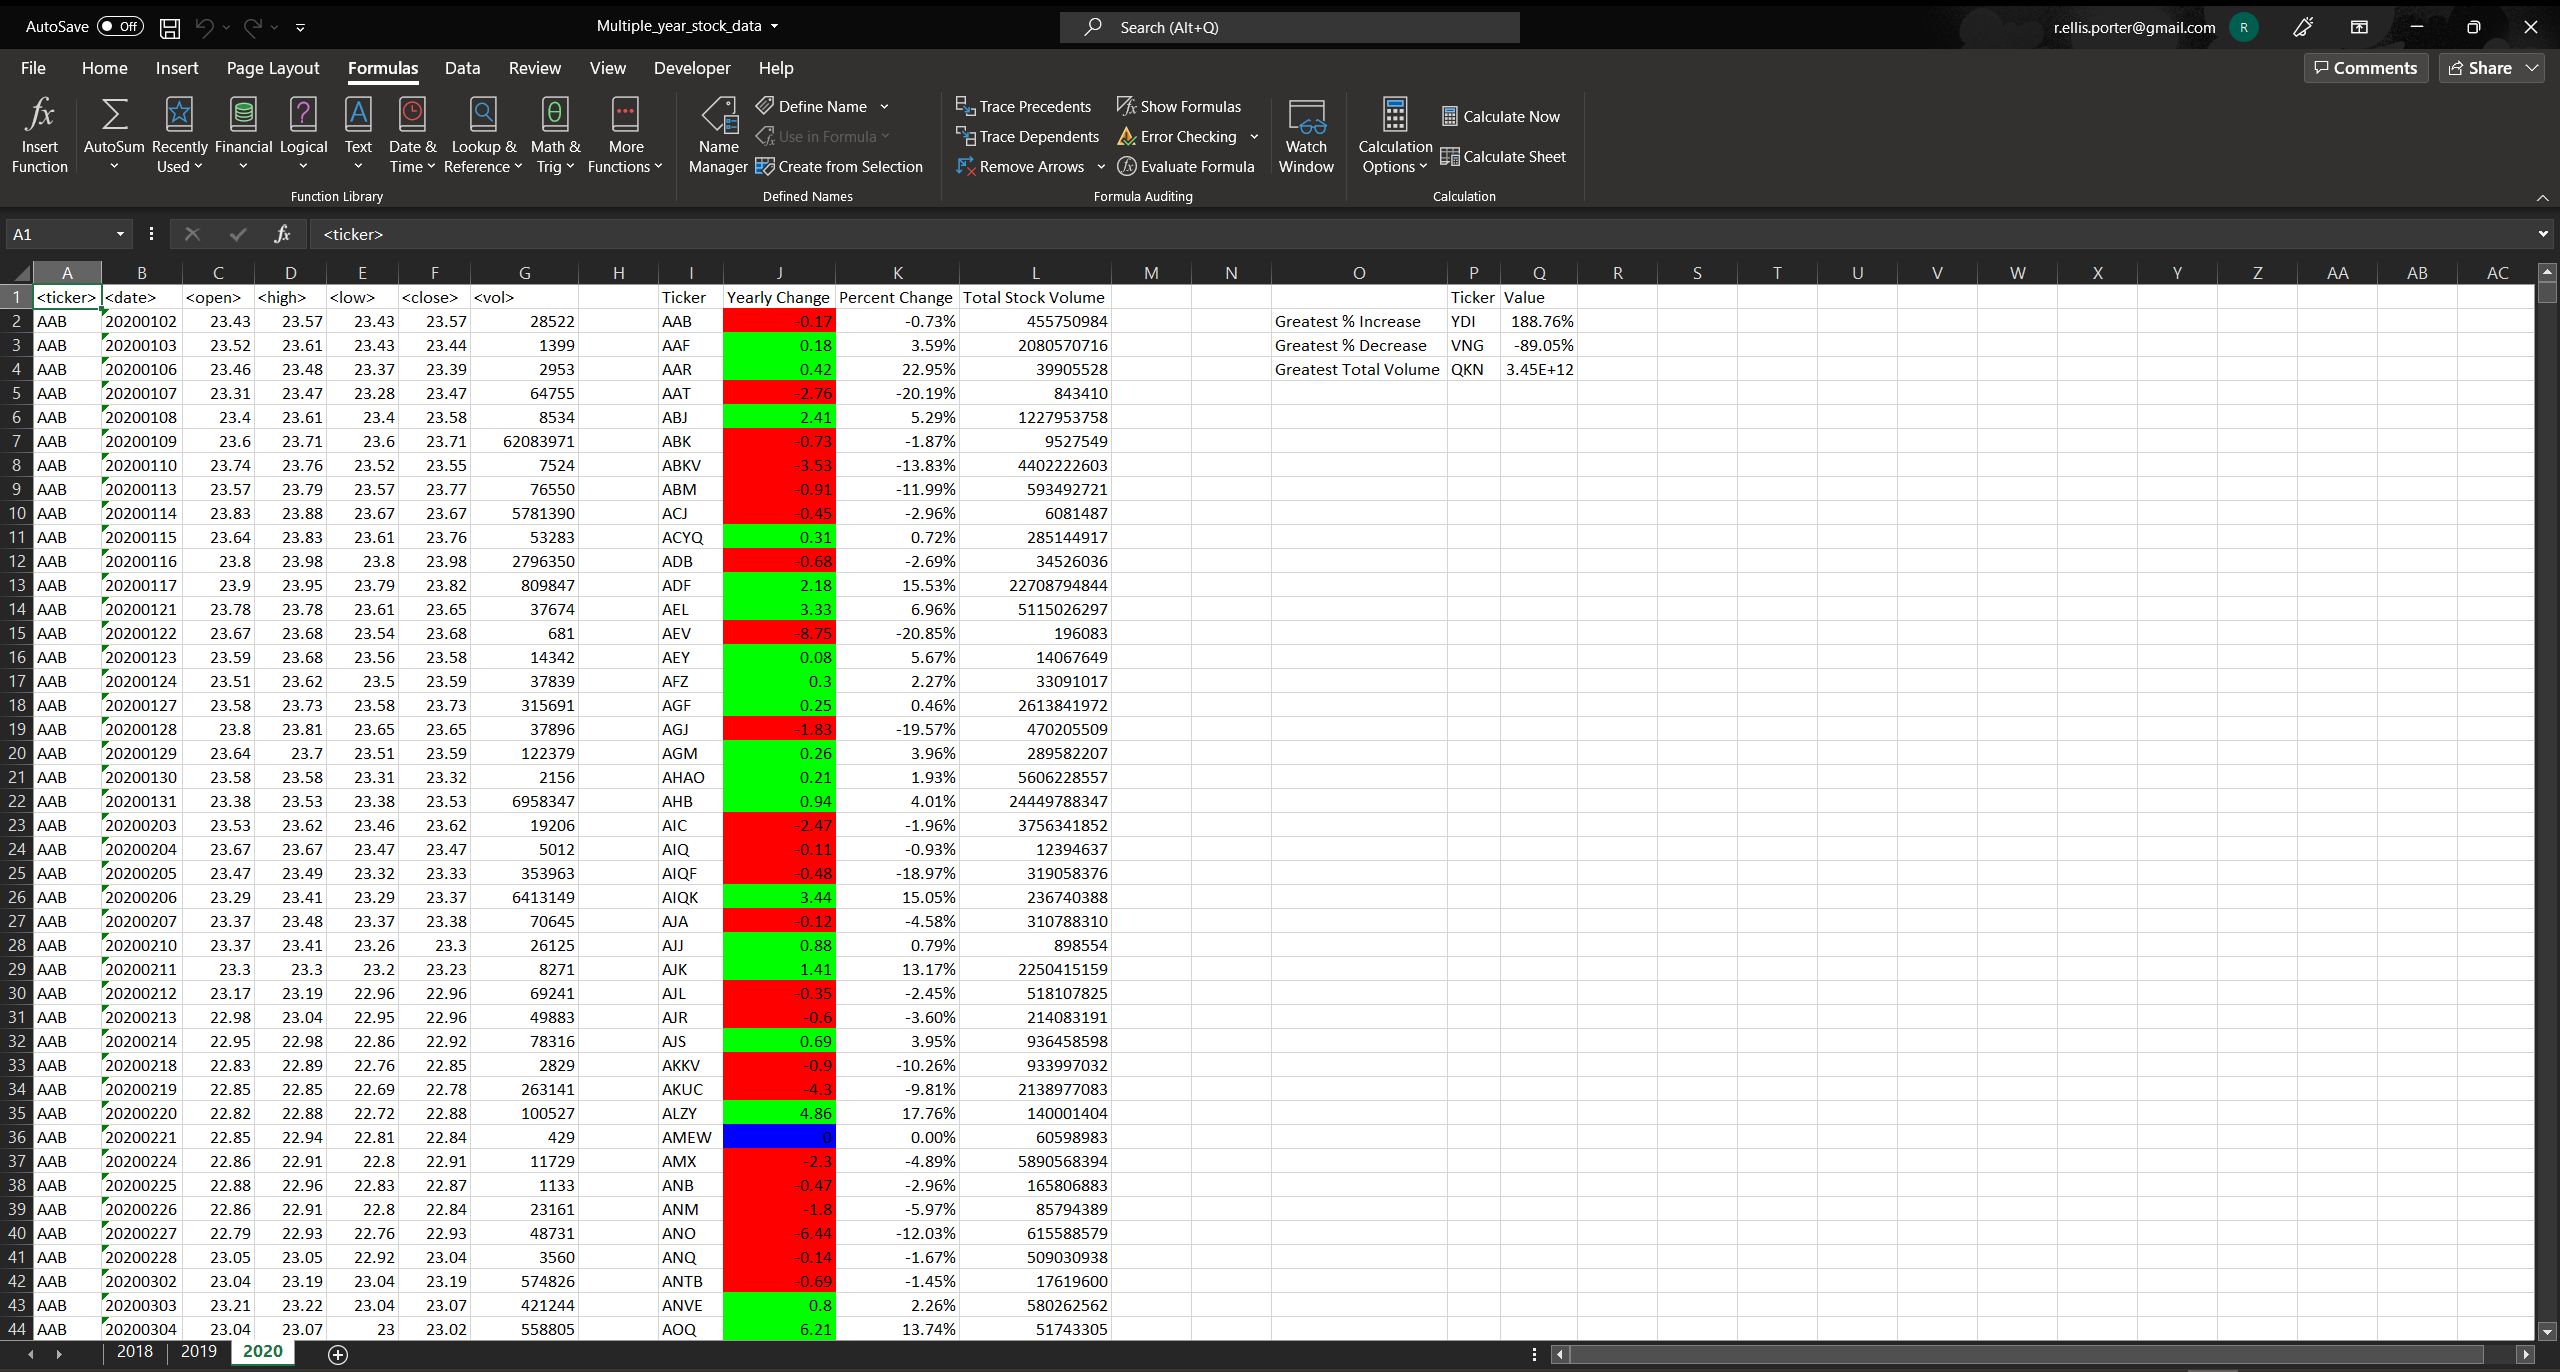 AutoSave Off Multiple_year_stock_data Search (Alt+Q) r.ellis.porter@gmail.com R
File Home Insert Page Layout Formulas Data Review View Developer Help Comments Share
Insert Function AutoSum Recently Used Financial Logical Text Date & Time Lookup & Reference Math & Trig More Functions Name Manager Define Name Use in Formula Create from Selection Trace Precedents Trace Dependents Remove Arrows Show Formulas Error Checking Evaluate Formula Watch Window Calculation Options Calculate Now Calculate Sheet
Function Library Defined Names Formula Auditing Calculation
A1 fx <ticker>
A B C D E F G H I J K L M N O P Q R S T U V W X Y Z AA AB AC
1 <ticker> <date> <open> <high> <low> <close> <vol> Ticker Yearly Change Percent Change Total Stock Volume Ticker Value
2 AAB 20200102 23.43 23.57 23.43 23.57 28522 AAB -0.17 -0.73% 455750984 Greatest % Increase YDI 188.76%
3 AAB 20200103 23.52 23.61 23.43 23.44 1399 AAF 0.18 3.59% 2080570716 Greatest % Decrease VNG -89.05%
4 AAB 20200106 23.46 23.48 23.37 23.39 2953 AAR 0.42 22.95% 39905528 Greatest Total Volume QKN 3.45E+12
5 AAB 20200107 23.31 23.47 23.28 23.47 64755 AAT -2.76 -20.19% 843410
6 AAB 20200108 23.4 23.61 23.4 23.58 8534 ABJ 2.41 5.29% 1227953758
7 AAB 20200109 23.6 23.71 23.6 23.71 62083971 ABK -0.73 -1.87% 9527549
8 AAB 20200110 23.74 23.76 23.52 23.55 7524 ABKV -3.53 -13.83% 4402222603
9 AAB 20200113 23.57 23.79 23.57 23.77 76550 ABM -0.91 -11.99% 593492721
10 AAB 20200114 23.83 23.88 23.67 23.67 5781390 ACJ -0.45 -2.96% 6081487
11 AAB 20200115 23.64 23.83 23.61 23.76 53283 ACYQ 0.31 0.72% 285144917
12 AAB 20200116 23.8 23.98 23.8 23.98 2796350 ADB -0.68 -2.69% 34526036
13 AAB 20200117 23.9 23.95 23.79 23.82 809847 ADF 2.18 15.53% 22708794844
14 AAB 20200121 23.78 23.78 23.61 23.65 37674 AEL 3.33 6.96% 5115026297
15 AAB 20200122 23.67 23.68 23.54 23.68 681 AEV -8.75 -20.85% 196083
16 AAB 20200123 23.59 23.68 23.56 23.58 14342 AEY 0.08 5.67% 14067649
17 AAB 20200124 23.51 23.62 23.5 23.59 37839 AFZ 0.3 2.27% 33091017
18 AAB 20200127 23.58 23.73 23.58 23.73 315691 AGF 0.25 0.46% 2613841972
19 AAB 20200128 23.8 23.81 23.65 23.65 37896 AGJ -1.83 -19.57% 470205509
20 AAB 20200129 23.64 23.7 23.51 23.59 122379 AGM 0.26 3.96% 289582207
21 AAB 20200130 23.58 23.58 23.31 23.32 2156 AHAO 0.21 1.93% 5606228557
22 AAB 20200131 23.38 23.53 23.38 23.53 6958347 AHB 0.94 4.01% 24449788347
23 AAB 20200203 23.53 23.62 23.46 23.62 19206 AIC -2.47 -1.96% 3756341852
24 AAB 20200204 23.67 23.67 23.47 23.47 5012 AIQ -0.11 -0.93% 12394637
25 AAB 20200205 23.47 23.49 23.32 23.33 353963 AIQF -0.48 -18.97% 319058376
26 AAB 20200206 23.29 23.41 23.29 23.37 6413149 AIQK 3.44 15.05% 236740388
27 AAB 20200207 23.37 23.48 23.37 23.38 70645 AJA -0.12 -4.58% 310788310
28 AAB 20200210 23.37 23.41 23.26 23.3 26125 AJJ 0.88 0.79% 898554
29 AAB 20200211 23.3 23.3 23.2 23.23 8271 AJK 1.41 13.17% 2250415159
30 AAB 20200212 23.17 23.19 22.96 22.96 69241 AJL -0.35 -2.45% 518107825
31 AAB 20200213 22.98 23.04 22.95 22.96 49883 AJR -0.6 -3.60% 214083191
32 AAB 20200214 22.95 22.98 22.86 22.92 78316 AJS 0.69 3.95% 936458598
33 AAB 20200218 22.83 22.89 22.76 22.85 2829 AKKV -0.9 -10.26% 933997032
34 AAB 20200219 22.85 22.85 22.69 22.78 263141 AKUC -4.3 -9.81% 2138977083
35 AAB 20200220 22.82 22.88 22.72 22.88 100527 ALZY 4.86 17.76% 140001404
36 AAB 20200221 22.85 22.94 22.81 22.84 429 AMEW 0 0.00% 60598983
37 AAB 20200224 22.86 22.91 22.8 22.91 11729 AMX -2.3 -4.89% 5890568394
38 AAB 20200225 22.88 22.96 22.83 22.87 1133 ANB -0.47 -2.96% 165806883
39 AAB 20200226 22.86 22.91 22.8 22.84 23161 ANM -1.8 -5.97% 85794389
40 AAB 20200227 22.79 22.93 22.76 22.93 48731 ANO -6.44 -12.03% 615588579
41 AAB 20200228 23.05 23.05 22.92 23.04 3560 ANQ -0.14 -1.67% 509030938
42 AAB 20200302 23.04 23.19 23.04 23.19 574826 ANTB -0.69 -1.45% 17619600
43 AAB 20200303 23.21 23.22 23.04 23.07 421244 ANVE 0.8 2.26% 580262562
44 AAB 20200304 23.04 23.07 23 23.02 558805 AOQ 6.21 13.74% 51743305
2018 2019 2020